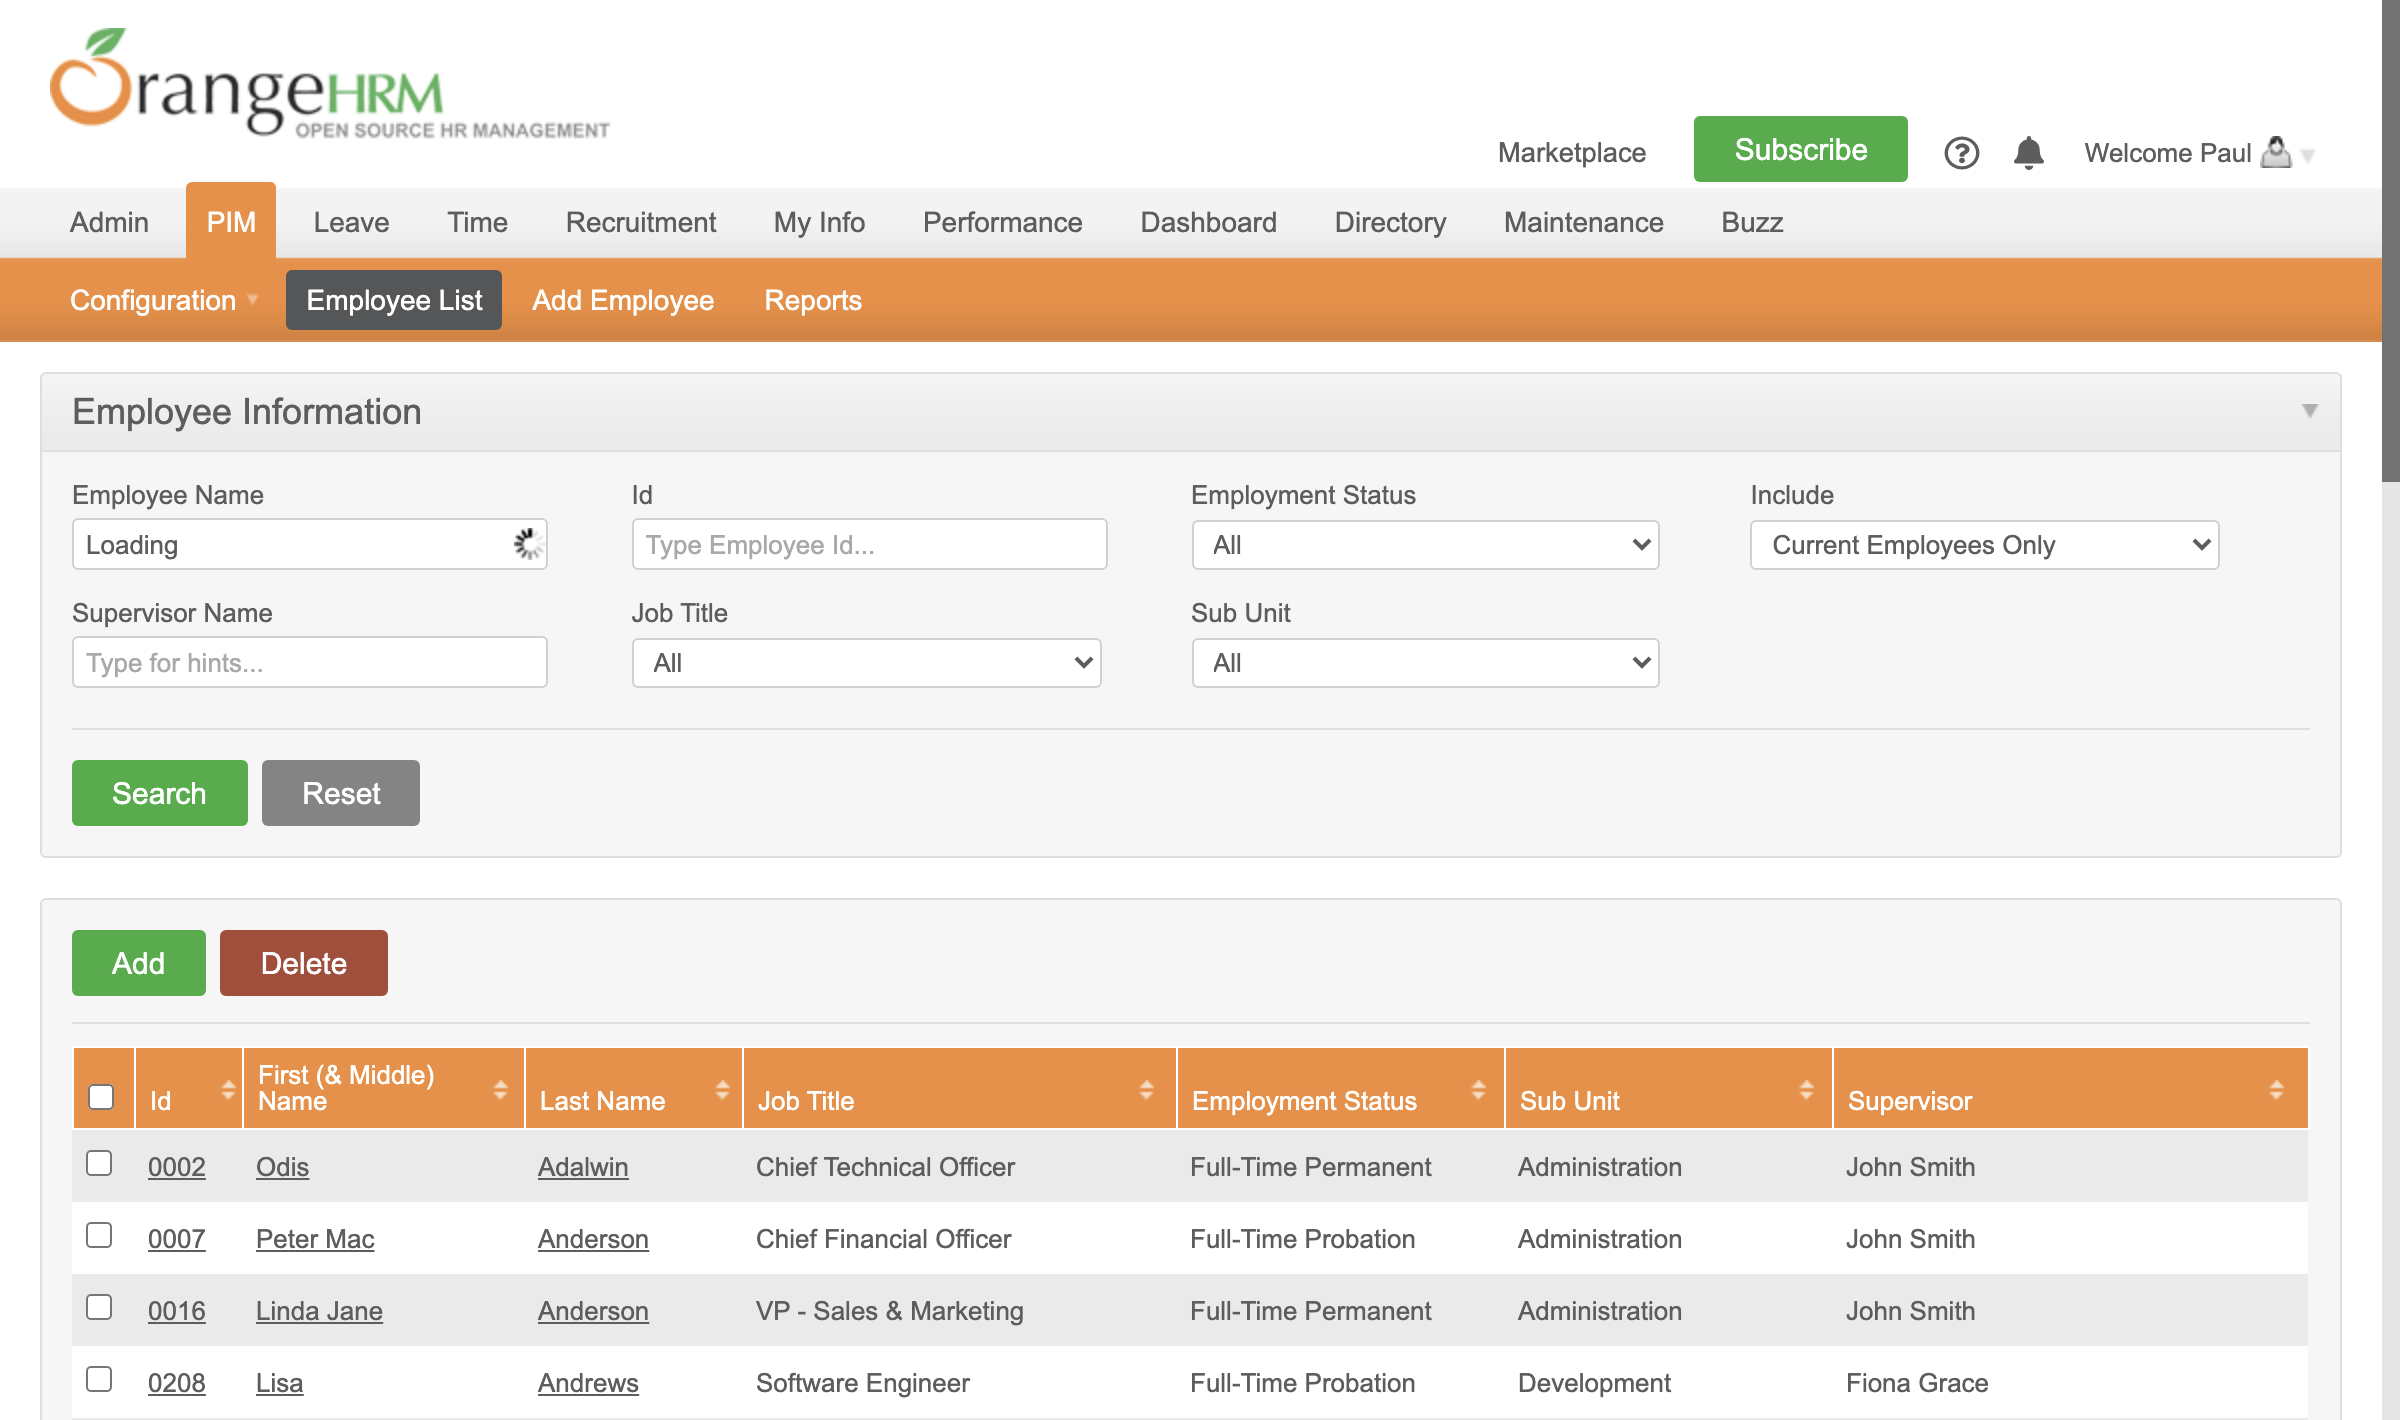 OrangeHRM
OPEN SOURCE HR MANAGEMENT
Marketplace
Subscribe
Welcome Paul
Admin PIM Leave Time Recruitment My Info Performance Dashboard Directory Maintenance Buzz
Configuration Employee List Add Employee Reports
Employee Information
Employee Name Id Employment Status Include
Loading Type Employee Id... All Current Employees Only
Supervisor Name Job Title Sub Unit
Type for hints... All All
Search Reset
Add Delete
Id First (& Middle) Name Last Name Job Title Employment Status Sub Unit Supervisor
0002 Odis Adalwin Chief Technical Officer Full-Time Permanent Administration John Smith
0007 Peter Mac Anderson Chief Financial Officer Full-Time Probation Administration John Smith
0016 Linda Jane Anderson VP - Sales & Marketing Full-Time Permanent Administration John Smith
0208 Lisa Andrews Software Engineer Full-Time Probation Development Fiona Grace